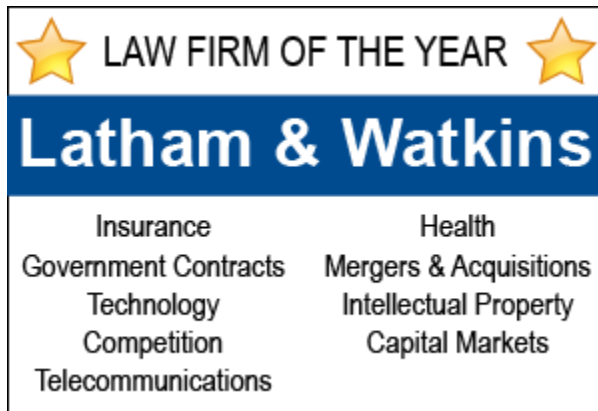 LAW FIRM OF THE YEAR
Latham & Watkins
Insurance
Government Contracts
Technology
Competition
Telecommunications
Health
Mergers & Acquisitions
Intellectual Property
Capital Markets